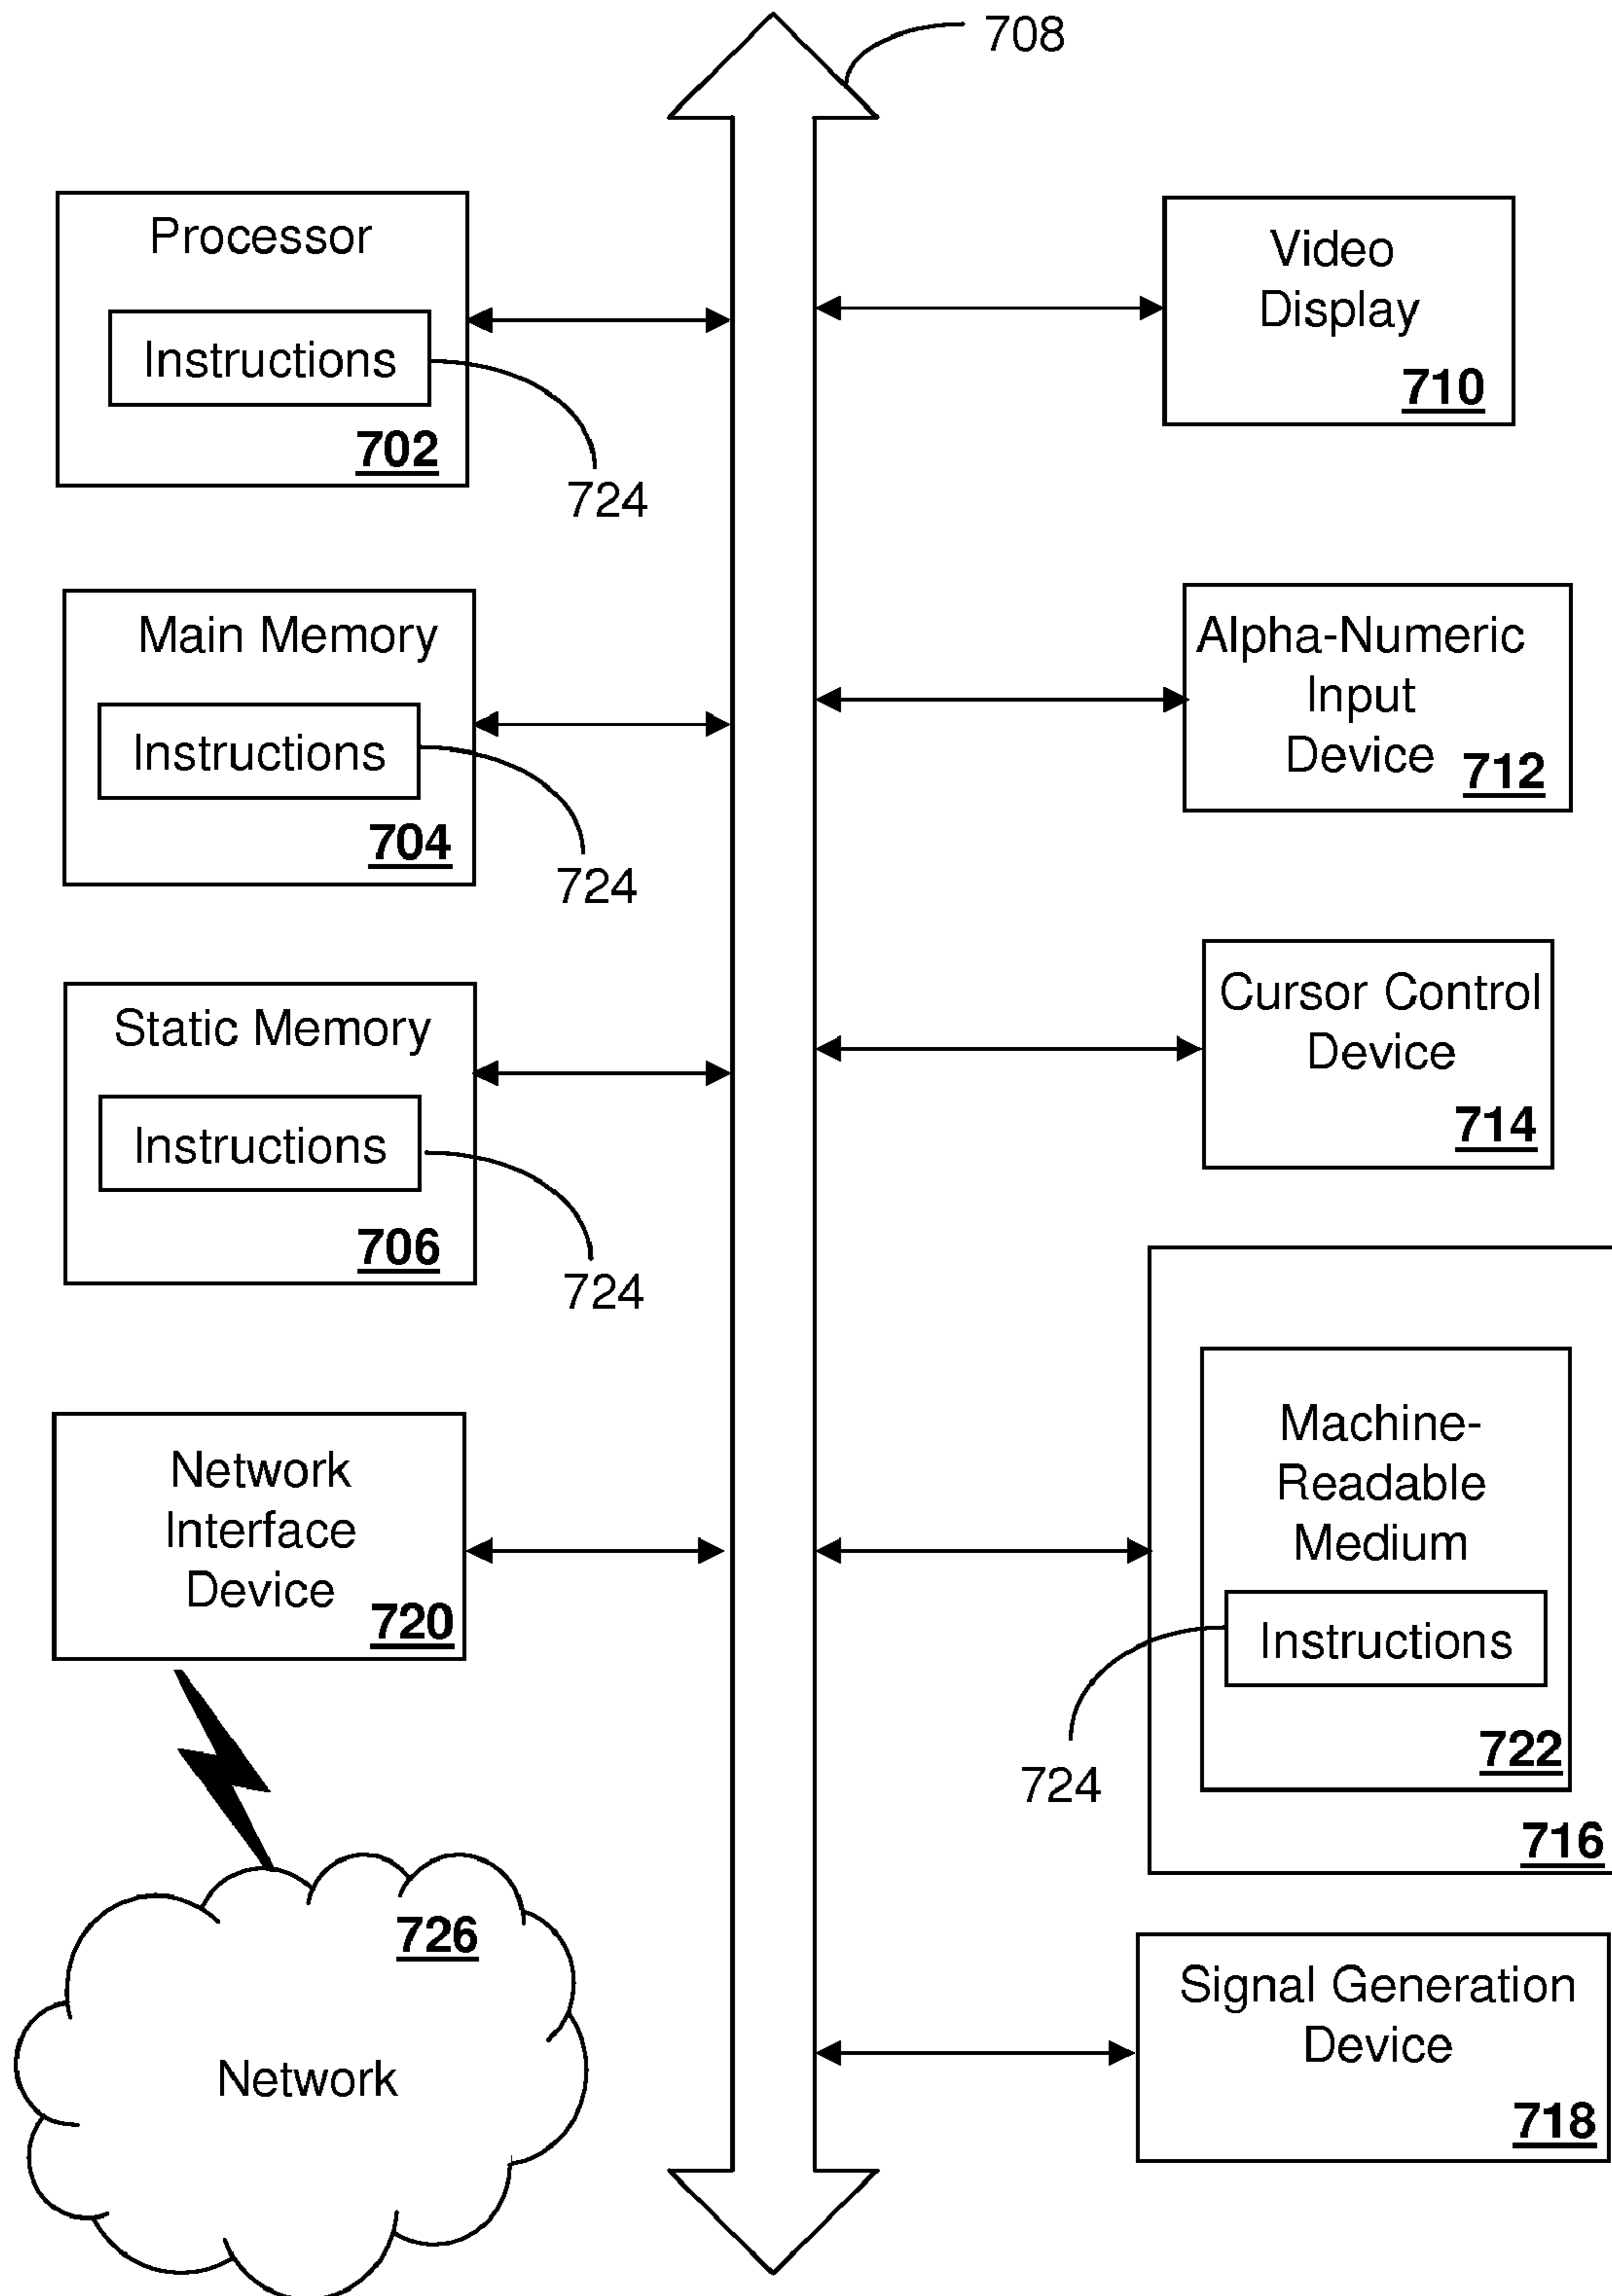 708
Processor
Instructions
702
724
Main Memory
Instructions
704
724
Static Memory
Instructions
706
724
Network
Interface
Device
720
726
Network
Video
Display
710
Alpha-Numeric
Input
Device
712
Cursor Control
Device
714
Machine-
Readable
Medium
Instructions
722
724
716
Signal Generation
Device
718